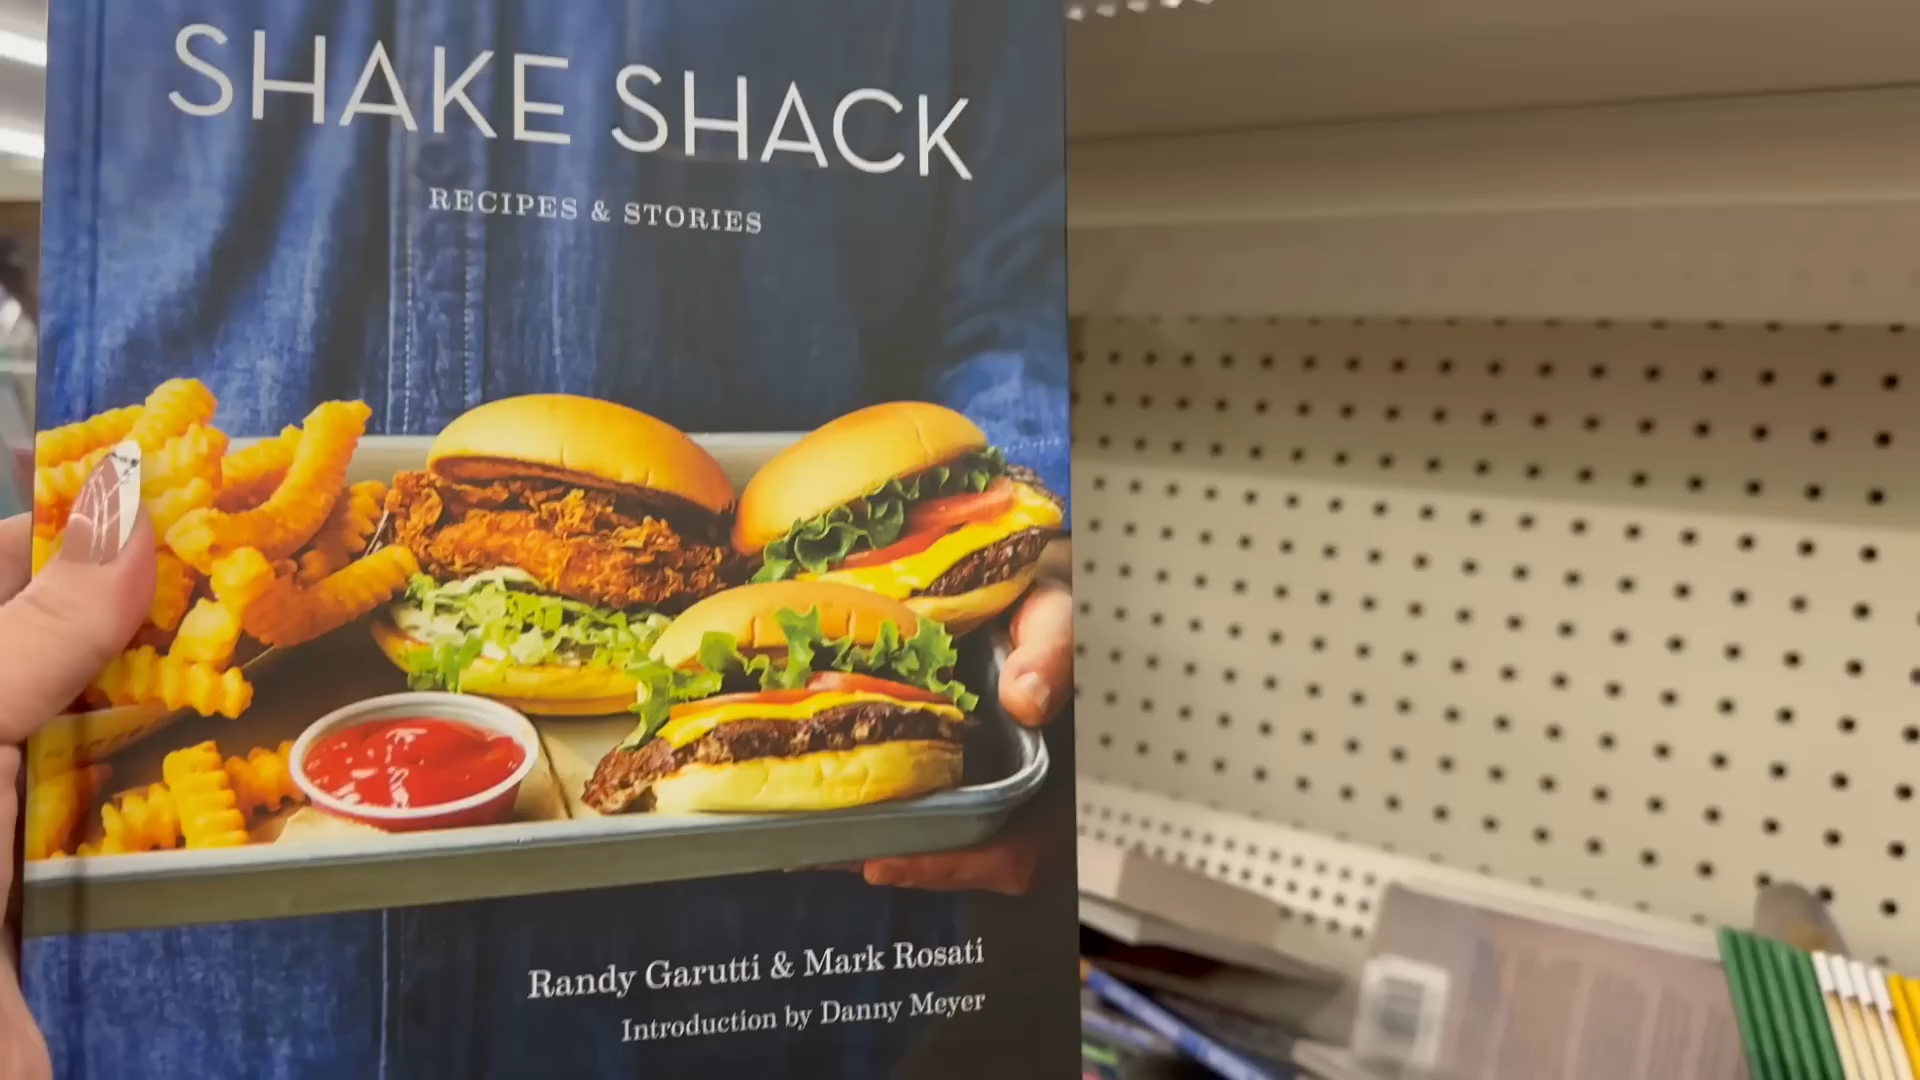 SHAKE SHACK
RECIPES & STORIES
Randy Garutti & Mark Rosati
Introduction by Danny Meyer